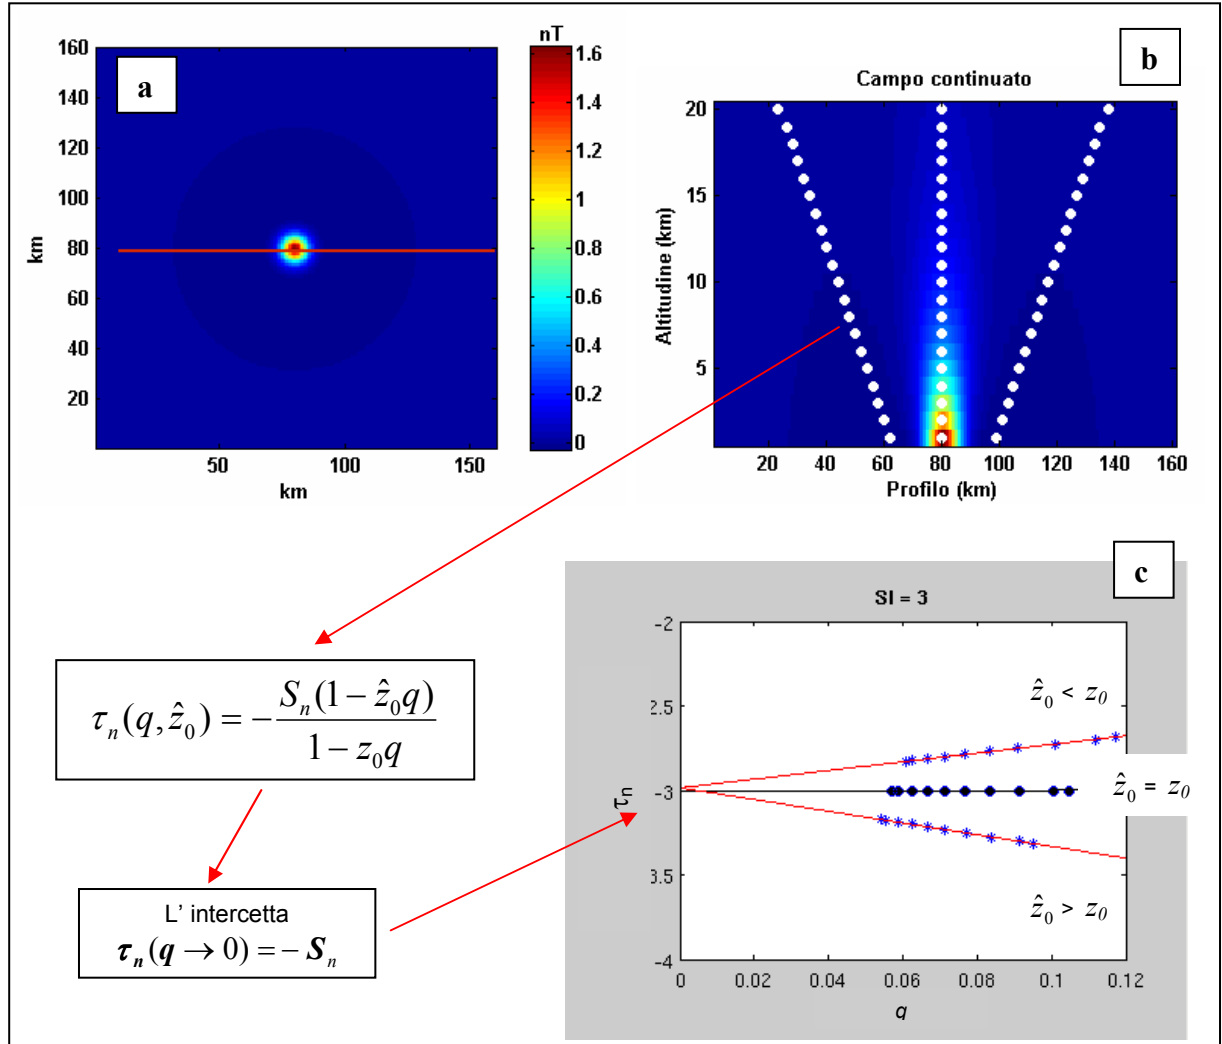 a
nT
160
140
120
100
80
60
40
20
km
50
100
150
km
1.6
1.4
1.2
1
0.8
0.6
0.4
0.2
0
b
Campo continuato
20
15
10
5
Altitudine (km)
20 40 60 80 100 120 140 160
Profilo (km)
τₙ(q, ẑ₀) = − Sₙ(1 − ẑ₀q) / 1 − z₀q
L' intercetta
τₙ(q → 0) = − Sₙ
c
SI = 3
-2
2.5
-3
3.5
-4
τₙ
ẑ₀ < z₀
ẑ₀ = z₀
ẑ₀ > z₀
0 0.02 0.04 0.06 0.08 0.1 0.12
q